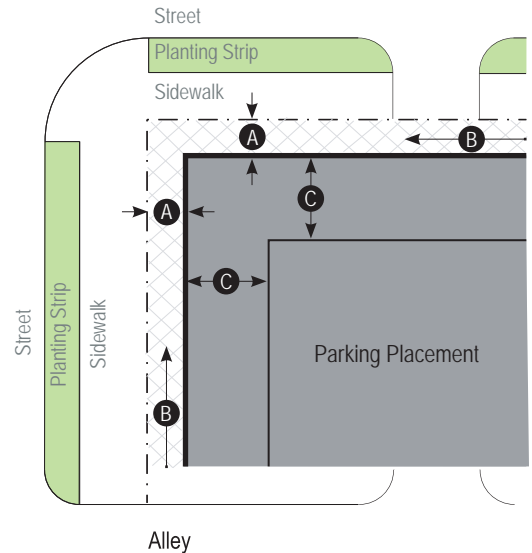 Street
Planting Strip
Sidewalk
A
B
C
A
C
Parking Placement
B
Street
Planting Strip
Sidewalk
Alley